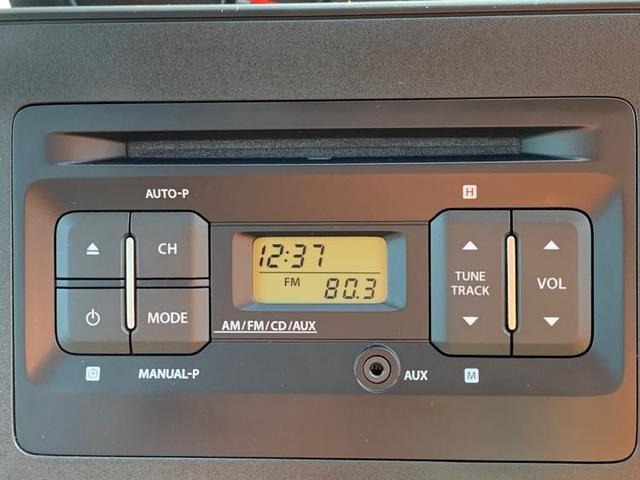 AUTO-P
H
CH
12:37
FM 80.3
TUNE
TRACK
VOL
MODE
AM/FM/CD/AUX
MANUAL-P
AUX
M